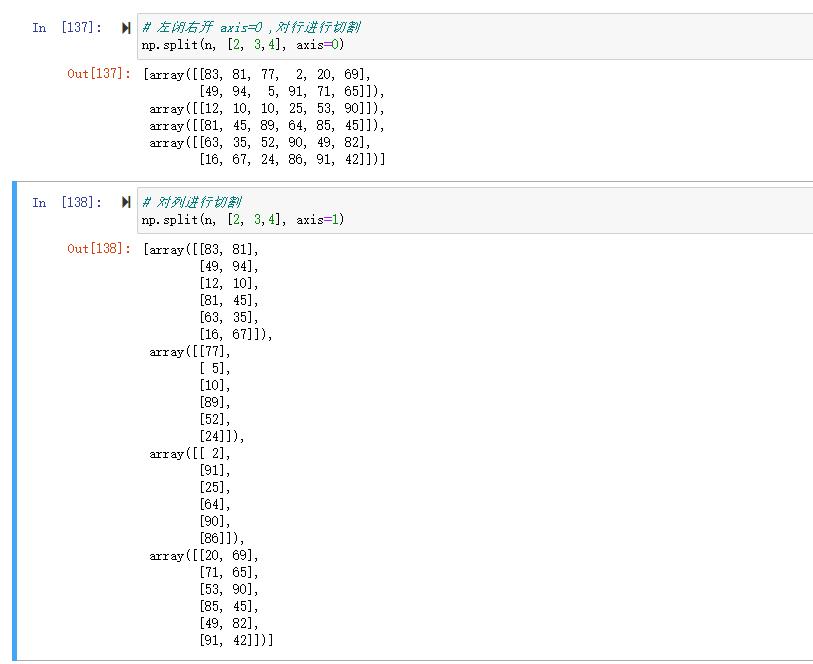 In [137]: # 左闭右开 axis=0 ,对行进行切割
np.split(n, [2, 3,4], axis=0)
Out[137]: [array([[83, 81, 77,  2, 20, 69],
[49, 94,  5, 91, 71, 65]]),
array([[12, 10, 10, 25, 53, 90]]),
array([[81, 45, 89, 64, 85, 45]]),
array([[63, 35, 52, 90, 49, 82],
[16, 67, 24, 86, 91, 42]])]
In [138]: # 对列进行切割
np.split(n, [2, 3,4], axis=1)
Out[138]: [array([[83, 81],
[49, 94],
[12, 10],
[81, 45],
[63, 35],
[16, 67]]),
array([[77],
[ 5],
[10],
[89],
[52],
[24]]),
array([[ 2],
[91],
[25],
[64],
[90],
[86]]),
array([[20, 69],
[71, 65],
[53, 90],
[85, 45],
[49, 82],
[91, 42]])]